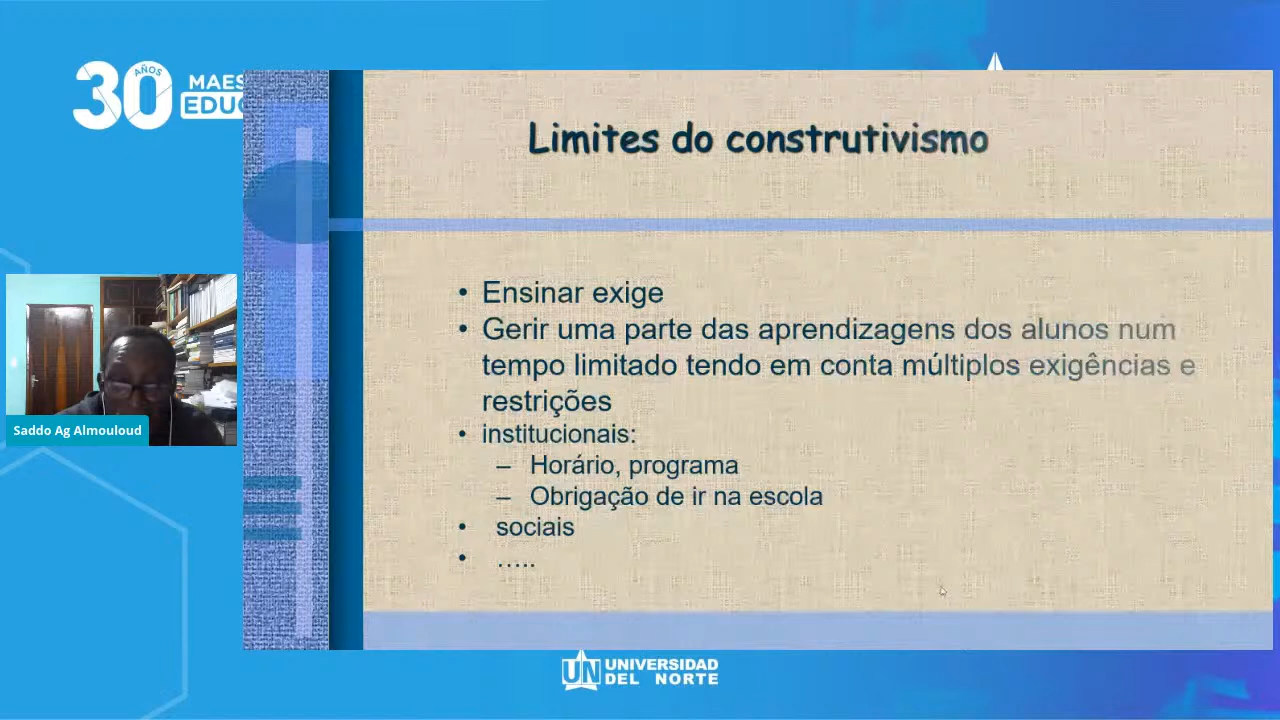 30 AÑOS
MAES
EDUC
Limites do construtivismo
• Ensinar exige
• Gerir uma parte das aprendizagens dos alunos num
tempo limitado tendo em conta múltiplos exigências e
restrições
• institucionais:
– Horário, programa
– Obrigação de ir na escola
• sociais
• …..
Saddo Ag Almouloud
UN UNIVERSIDAD
DEL NORTE